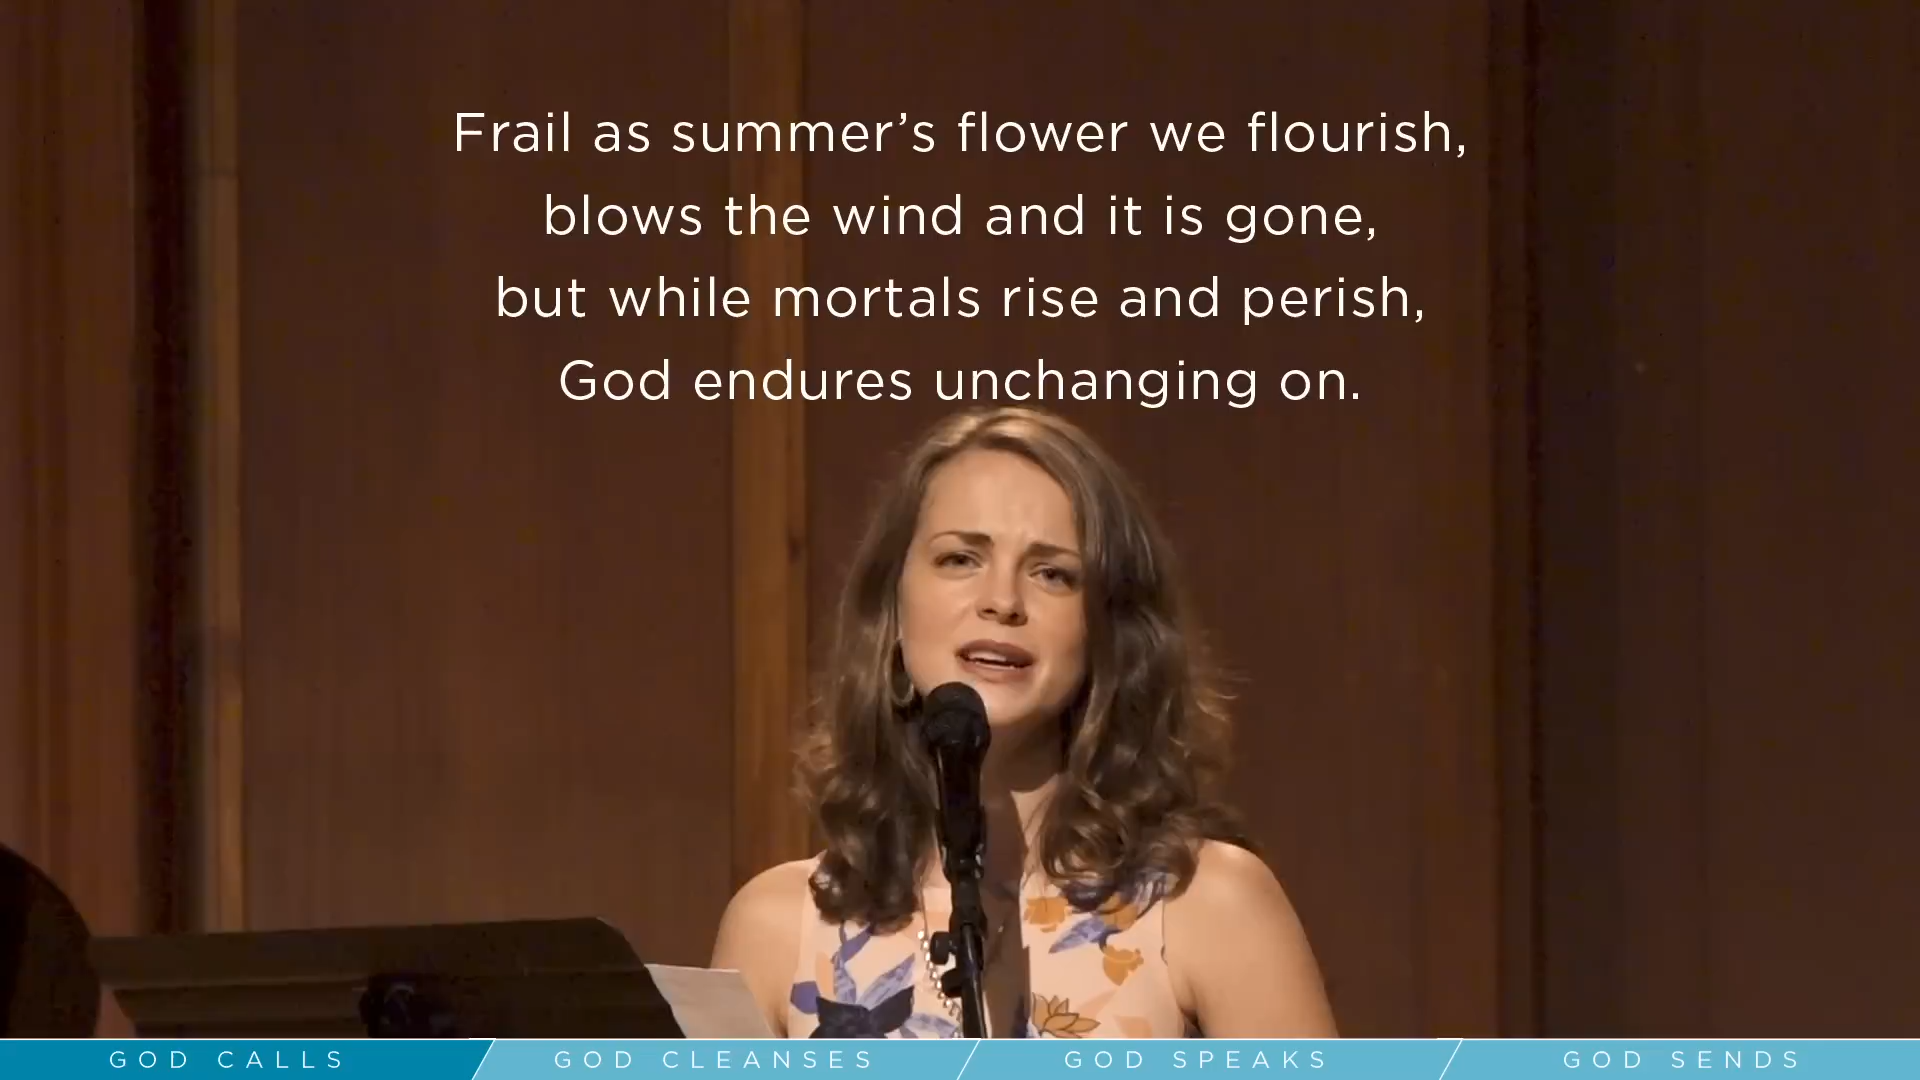 Frail as summer’s flower we flourish,
blows the wind and it is gone,
but while mortals rise and perish,
God endures unchanging on.
GOD CALLS
GOD CLEANSES
GOD SPEAKS
GOD SENDS